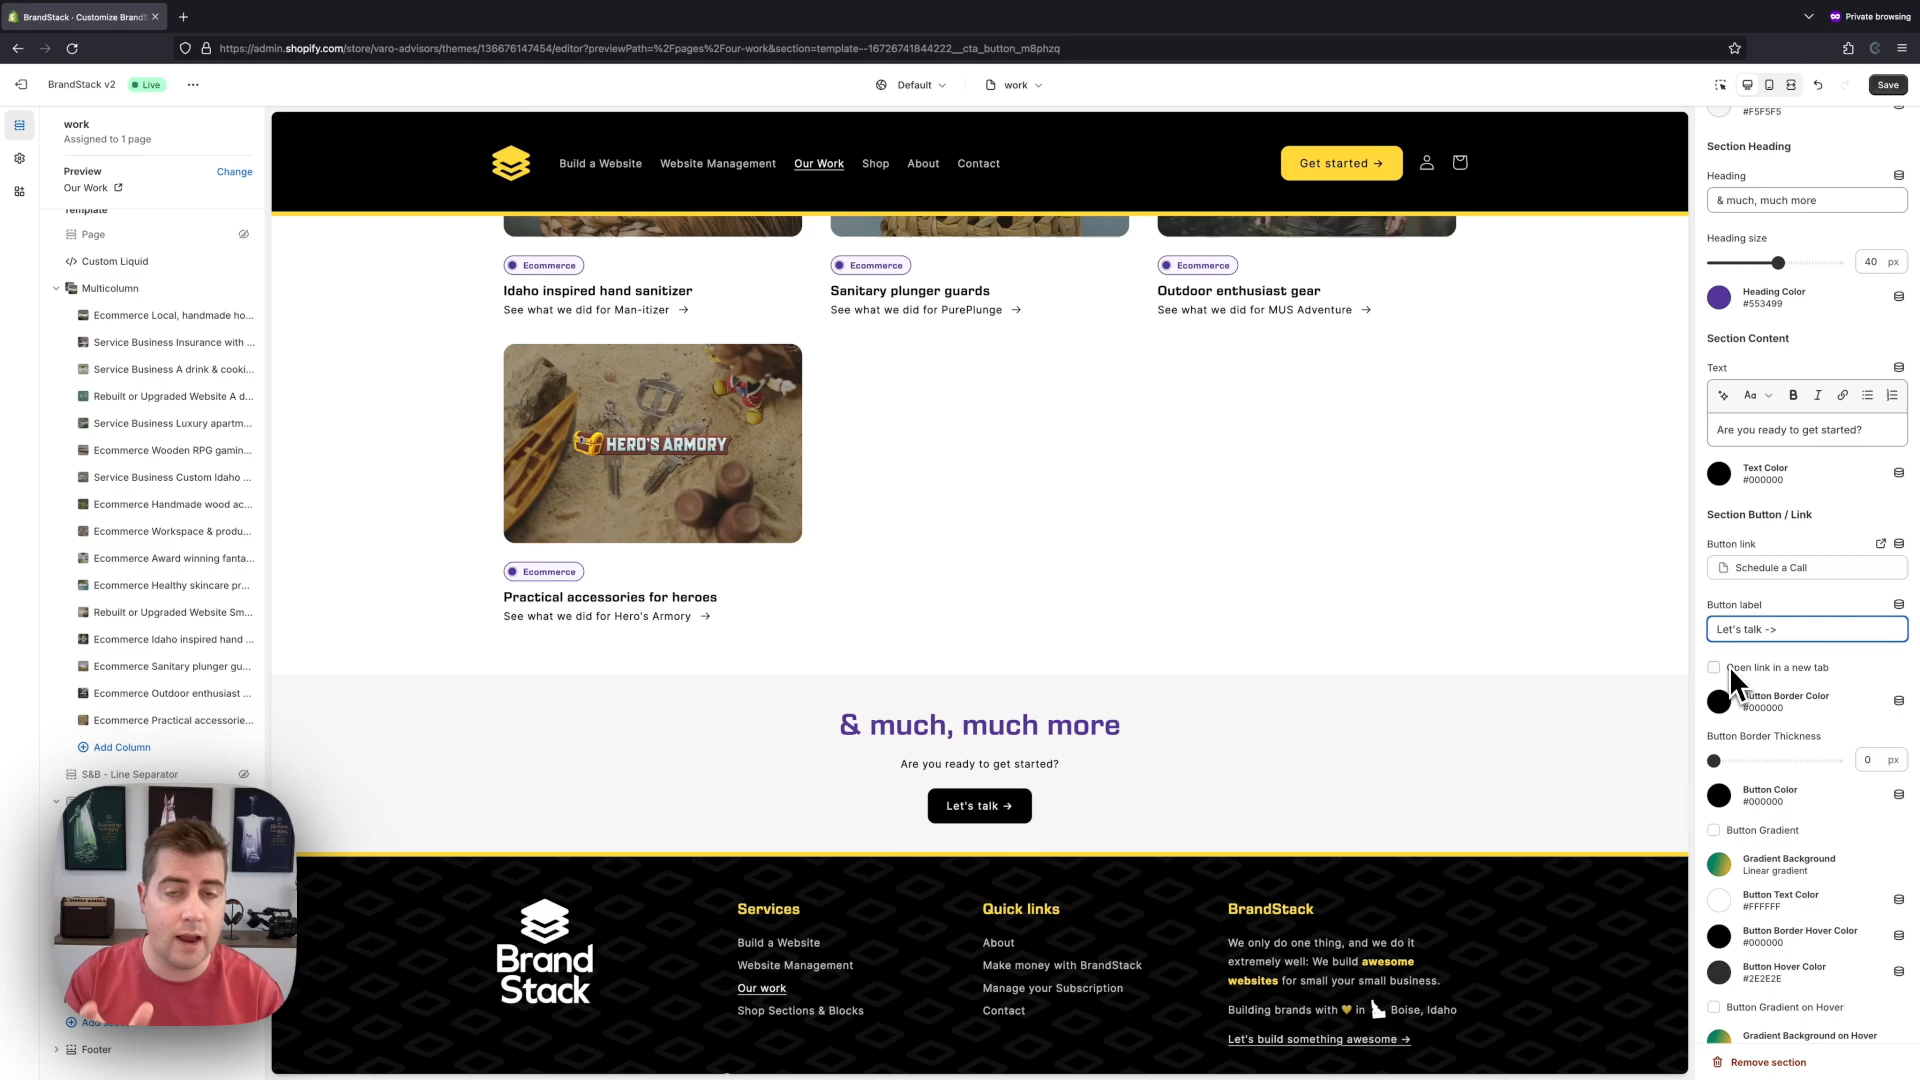 BrandStack · Customize BrandS
Private browsing
https://admin.shopify.com/store/varo-advisors/themes/136676147454/editor?previewPath=%2Fpages%2Four-work&section=template--16726741844222__cta_button_m8phzq
BrandStack v2
Live
Default
work
Save
work
Assigned to 1 page
Preview
Change
Our Work
Template
Page
Custom Liquid
Multicolumn
Ecommerce Local, handmade ho...
Service Business Insurance with ...
Service Business A drink & cooki...
Rebuilt or Upgraded Website A d...
Service Business Luxury apartm...
Ecommerce Wooden RPG gamin...
Service Business Custom Idaho ...
Ecommerce Handmade wood ac...
Ecommerce Workspace & produ...
Ecommerce Award winning fanta...
Ecommerce Healthy skincare pr...
Rebuilt or Upgraded Website Sm...
Ecommerce Idaho inspired hand ...
Ecommerce Sanitary plunger gu...
Ecommerce Outdoor enthusiast ...
Ecommerce Practical accessorie...
Add Column
S&B - Line Separator
Footer
Build a Website
Website Management
Our Work
Shop
About
Contact
Get started →
Ecommerce
Idaho inspired hand sanitizer
See what we did for Man-itizer →
Ecommerce
Sanitary plunger guards
See what we did for PurePlunge →
Ecommerce
Outdoor enthusiast gear
See what we did for MUS Adventure →
HERO'S ARMORY
Ecommerce
Practical accessories for heroes
See what we did for Hero's Armory →
& much, much more
Are you ready to get started?
Let's talk →
Brand
Stack
Services
Build a Website
Website Management
Our work
Shop Sections & Blocks
Quick links
About
Make money with BrandStack
Manage your Subscription
Contact
BrandStack
We only do one thing, and we do it
extremely well: We build awesome
websites for small your small business.
Building brands with 💛 in Boise, Idaho
Let's build something awesome →
#F5F5F5
Section Heading
Heading
& much, much more
Heading size
40 px
Heading Color
#553499
Section Content
Text
Aa B I
Are you ready to get started?
Text Color
#000000
Section Button / Link
Button link
Schedule a Call
Button label
Let's talk ->
Open link in a new tab
Button Border Color
#000000
Button Border Thickness
0 px
Button Color
#000000
Button Gradient
Gradient Background
Linear gradient
Button Text Color
#FFFFFF
Button Border Hover Color
#000000
Button Hover Color
#2E2E2E
Button Gradient on Hover
Gradient Background on Hover
Remove section